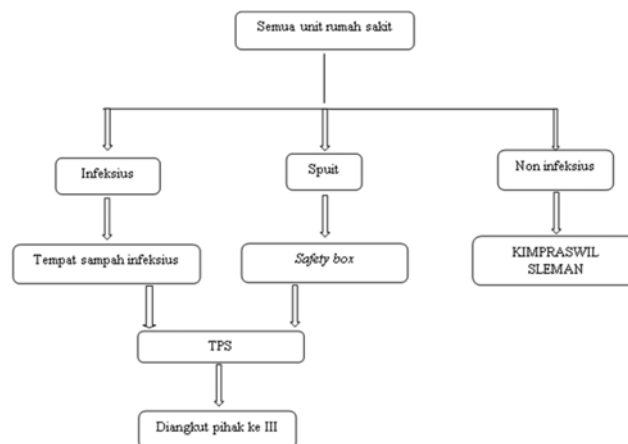 Semua unit rumah sakit
Infeksius
Spuit
Non infeksius
Tempat sampah infeksius
Safety box
KIMPRASWIL
SLEMAN
TPS
Diangkut pihak ke III